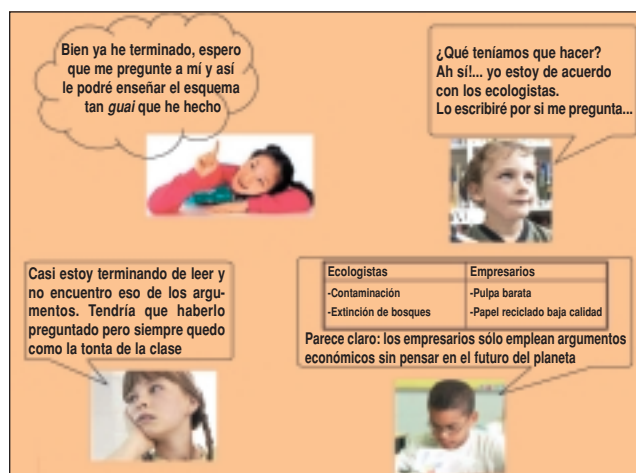 Bien ya he terminado, espero
que me pregunte a mí y así
le podré enseñar el esquema
tan guai que he hecho
¿Qué teníamos que hacer?
Ah sí!... yo estoy de acuerdo
con los ecologistas.
Lo escribiré por si me pregunta...
Casi estoy terminando de leer y
no encuentro eso de los argu-
mentos. Tendría que haberlo
preguntado pero siempre quedo
como la tonta de la clase
Ecologistas Empresarios
-Contaminación -Pulpa barata
-Extinción de bosques -Papel reciclado baja calidad
Parece claro: los empresarios sólo emplean argumentos
económicos sin pensar en el futuro del planeta